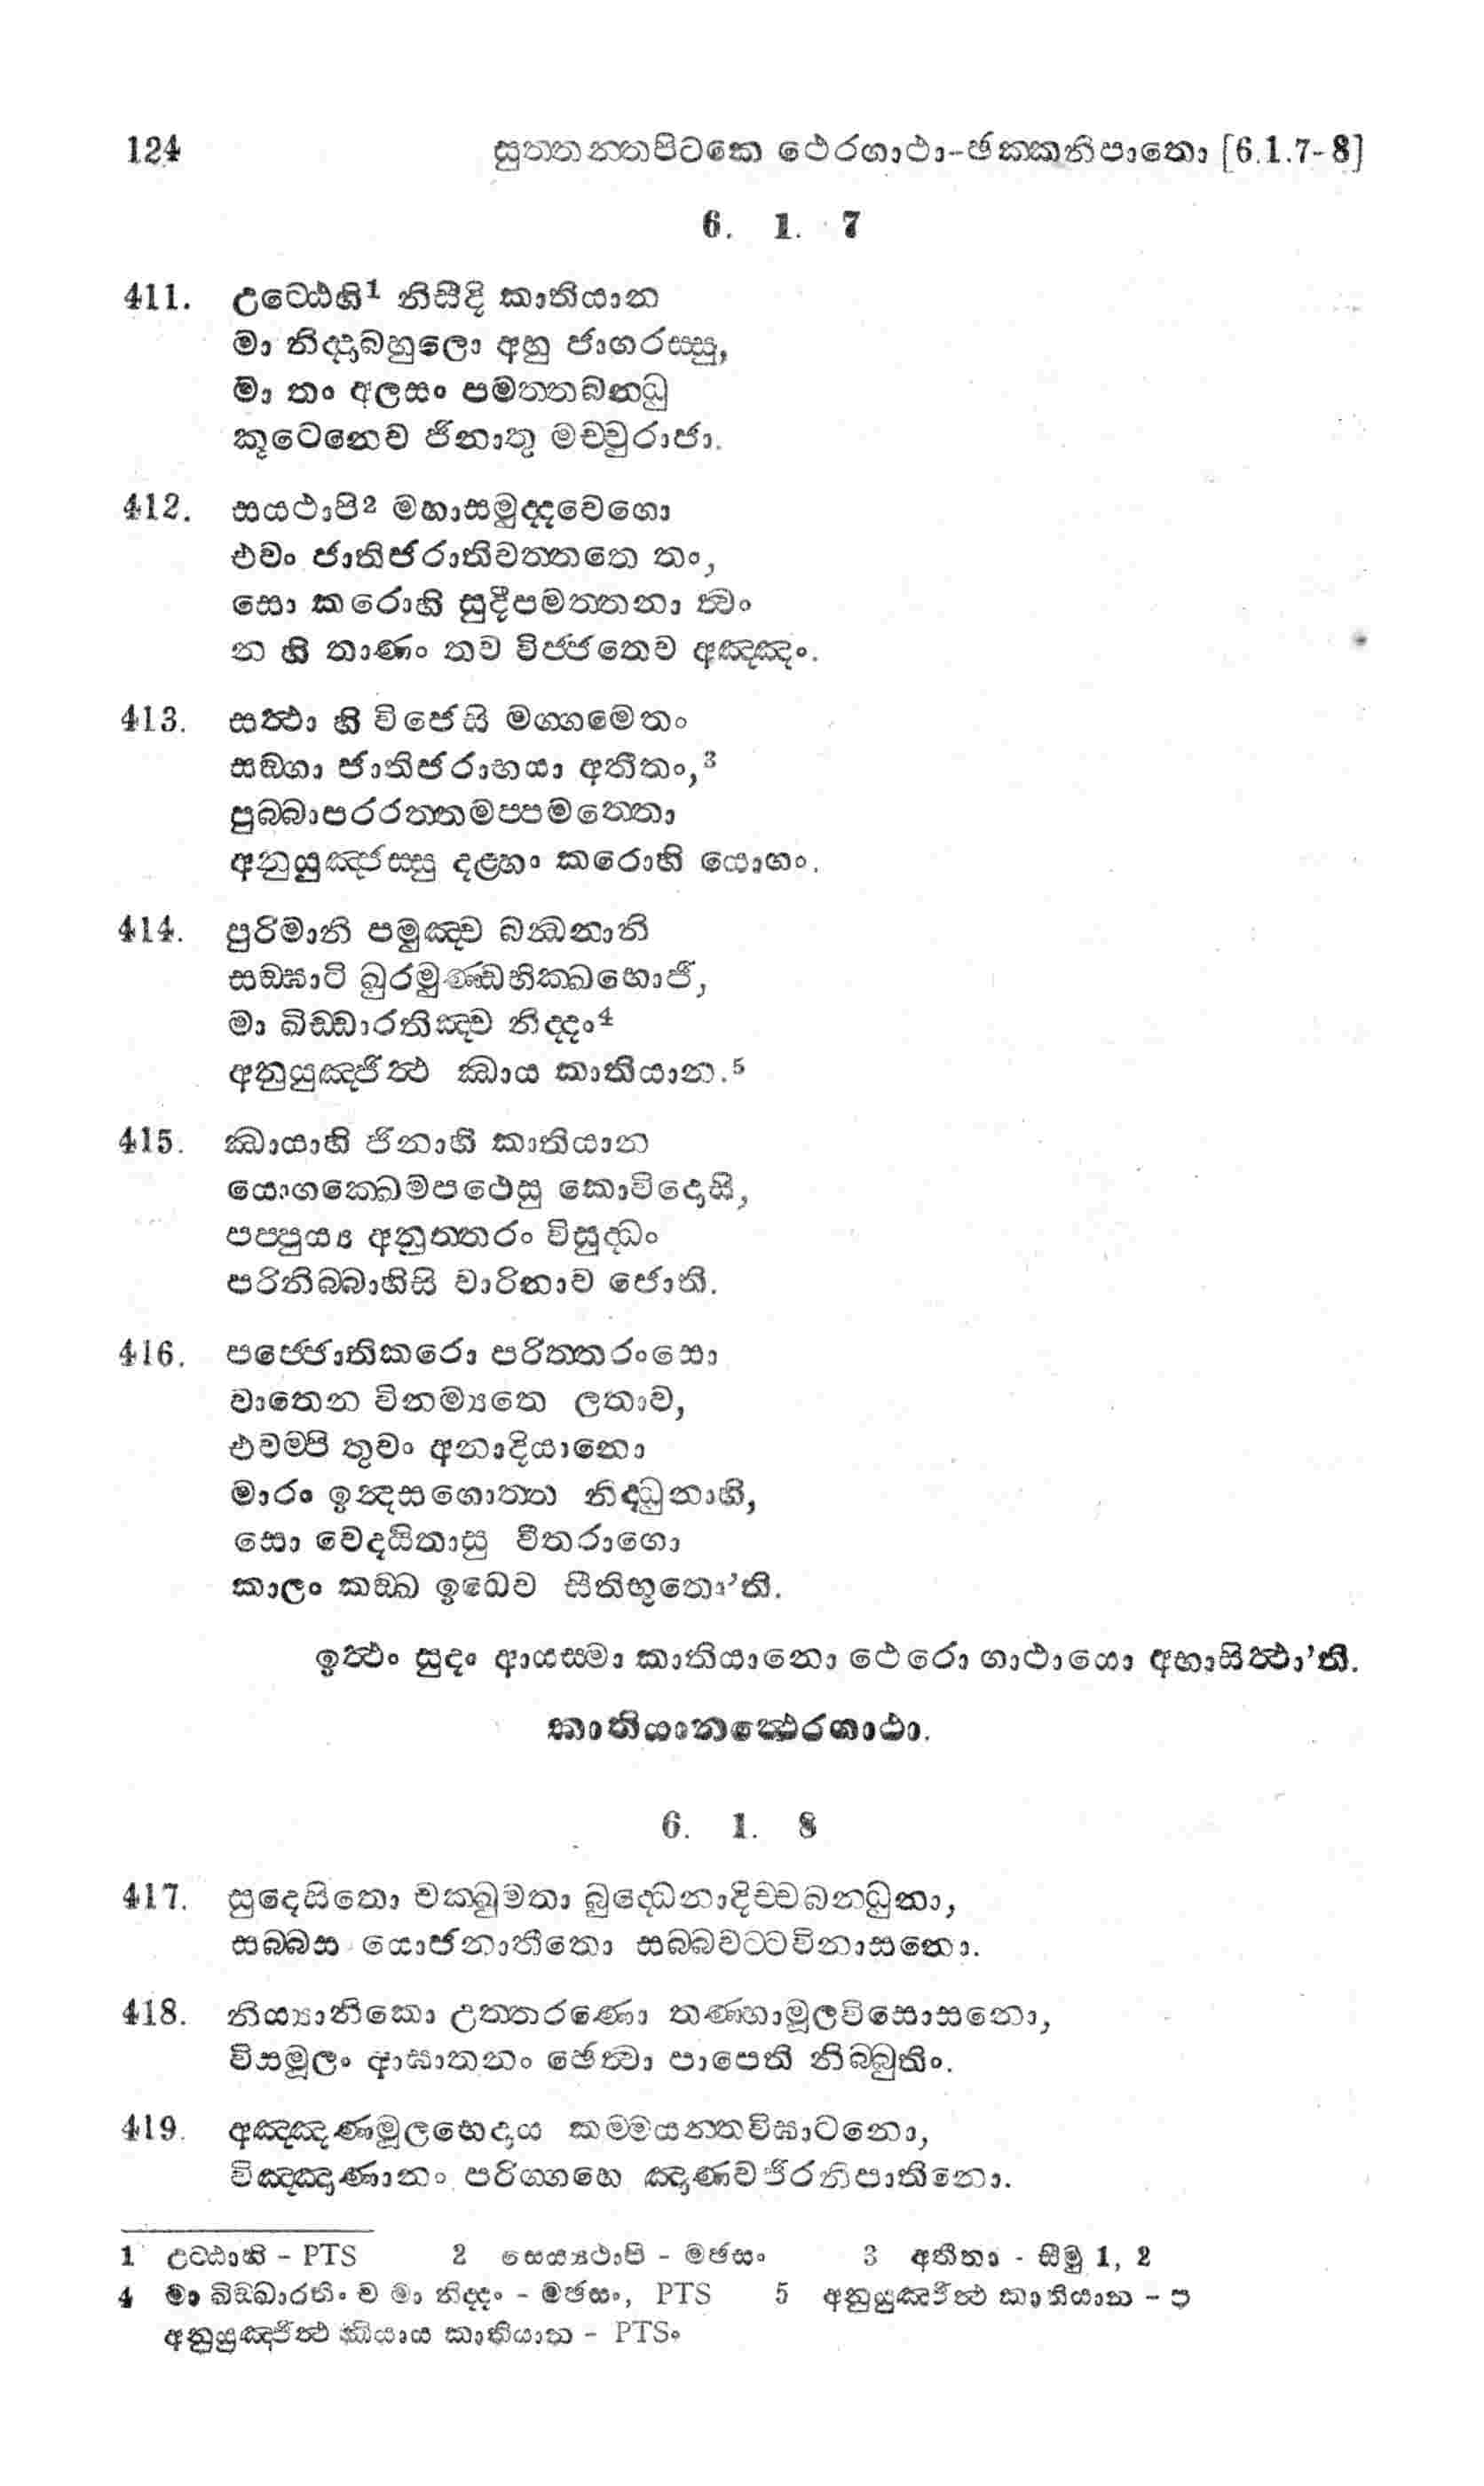 124 සුත්තන්තපිටකෙ ථෙරගාථා-ඡක්කනිපාතො [6.1.7-8]
6. 1. 7
411. උට්ඨෙහි1 නිසීදි කාතියාන
මා නිද්දාබහුලො අහු ජාගරස්සු,
මා තං අලසං පමත්තබන්ධු
කූටෙනෙව ජිනාතු මච්චුරාජා.
412. සයථාපි2 මහාසමුද්දවෙගො
එවං ජාතිජරාතිවත්තතෙ තං,
සො කරොහි සුදීපමත්තනා ත්වං
න හි තාණං තව විජ්ජතෙව අඤ්ඤං.
413. සත්ථා හි විජෙසි මග්ගමෙතං
සඞ්ගා ජාතිජරාභයා අතීතං,3
පුබ්බාපරරත්තමප්පමත්තො
අනුයුඤ්ජස්සු දළ්හං කරොහි යොගං.
414. පුරිමානි පමුඤ්ච බන්ධනානි
සඞ්ඝාටි ඛුරමුණ්ඩභික්ඛභොජී,
මා ඛිඩ්ඩාරතිඤ්ච නිද්දං4
අනුයුඤ්ජිත්ථ ඣාය කාතියාන.5
415. ඣායාහි ජිනාහි කාතියාන
යොගක්ඛෙමපථෙසු කොවිදොසි,
පප්පුය්‍ය අනුත්තරං විසුද්ධිං
පරිනිබ්බාහිසි වාරිනාව ජොති.
416. පජ්ජොතිකරො පරිත්තරංසො
වාතෙන විනම්‍යතෙ ලතාව,
එවම්පි තුවං අනාදියානො
මාරං ඉන්දසගොත්ත නිද්ධුනාහි,
සො වෙදයිතාසු වීතරාගො
කාලං කඞ්ඛ ඉධෙව සීතිභූතො’ති.
ඉත්ථං සුදං ආයස්මා කාතියානො ථෙරො ගාථායො අභාසිත්ථා’ති.
කාතියානත්ථෙරගාථා.
6. 1. 8
417. සුදෙසිතො චක්ඛුමතා බුද්ධෙනාදිච්චබන්ධුනා,
සබ්බස යොජනාතීතො සබ්බවට්ටවිනාසනො.
418. නිය්‍යානිකො උත්තරණො තණ්හාමූලවිසොසනො,
විසමූලං ආඝාතනං ඡෙත්වා පාපෙති නිබ්බුතිං.
419. අඤ්ඤණමූලභෙදාය කම්මයන්තවිඝාටනො,
විඤ්ඤාණානං පරිග්ගහෙ ඤාණවජිරනිපාතිනො.
1 උට්ඨාහි - PTS 2 සෙය්‍යථාපි - මඡසං 3 අතීතා - සීමු 1, 2
4 මා ඛිඩ්ඩාරතිං ච මා නිද්දං - මඡසං, PTS 5 අනුයුඤ්ජිත්ථ කාතියාන - ප
අනුයුඤ්ජිත්ථ ඣියාය කාතියාන - PTS.